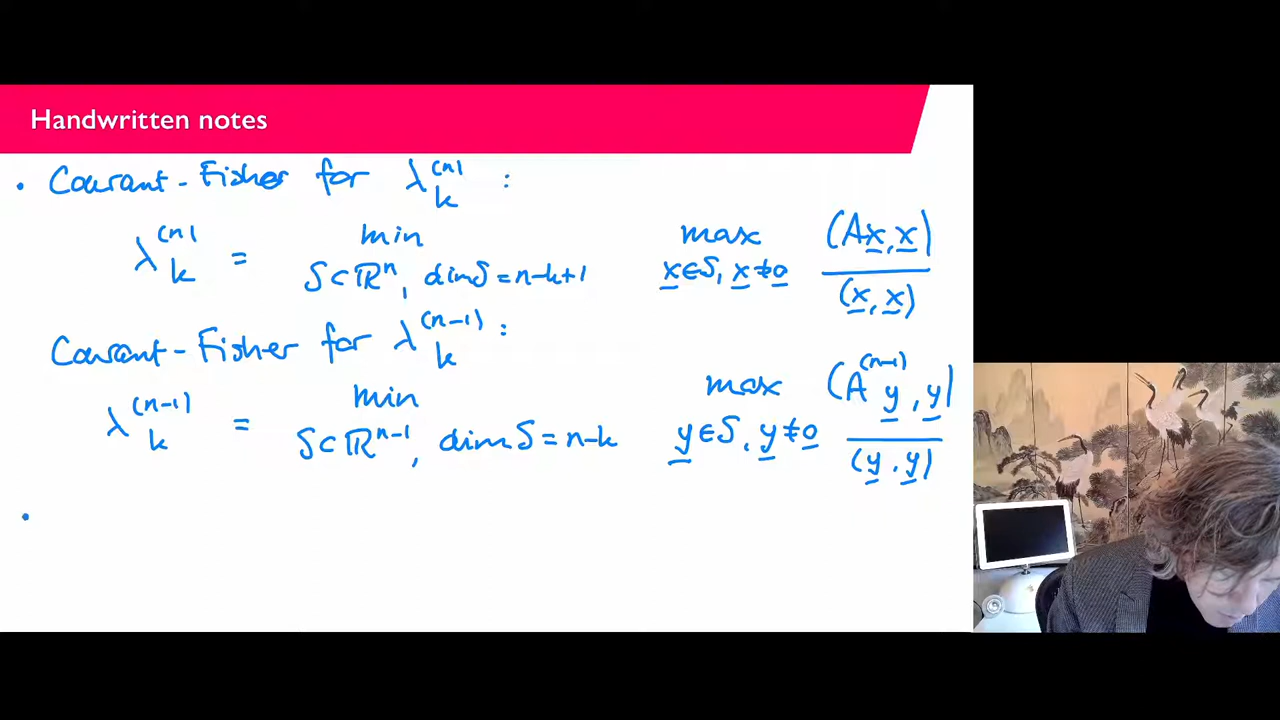 Handwritten notes
• Courant-Fisher for λ_k^(n) :
λ_k^(n) = min_{S⊂ℝ^n, dim S = n-k+1} max_{x∈S, x≠0} (Ax, x) / (x, x)
Courant-Fisher for λ_k^(n-1) :
λ_k^(n-1) = min_{S⊂ℝ^{n-1}, dim S = n-k} max_{y∈S, y≠0} (A^(n-1) y, y) / (y, y)
•